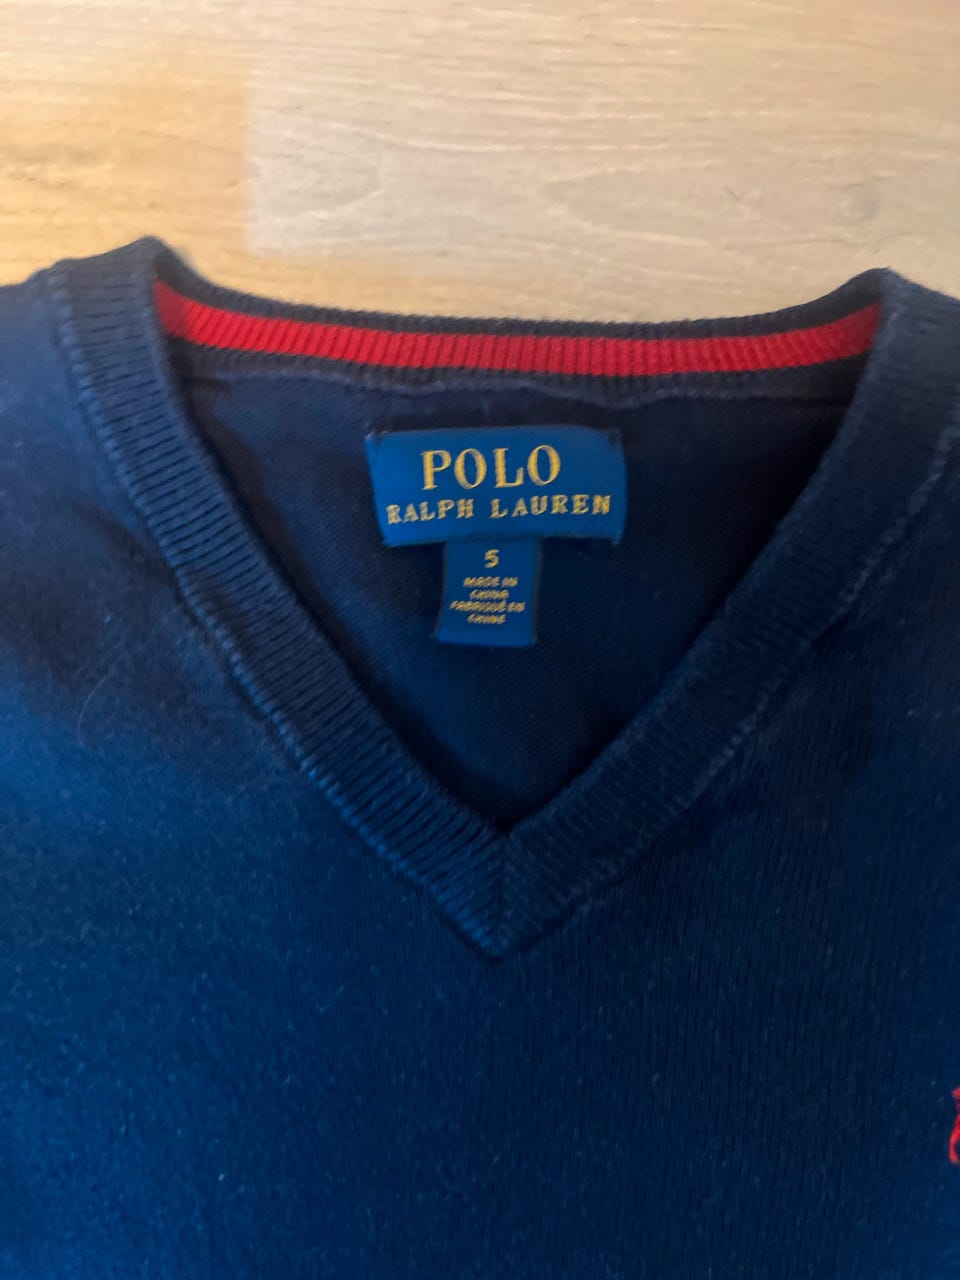 POLO
RALPH LAUREN
5
MADE IN
CHINA
FABRIQUÉ EN
CHINE